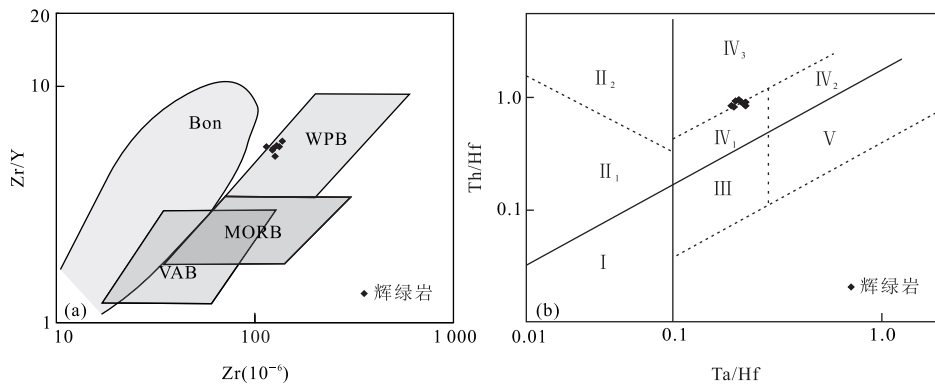 20
10
1
Zr/Y
Bon
WPB
MORB
VAB
(a)
辉绿岩
10
100
1 000
Zr(10⁻⁶)
1.0
0.1
Th/Hf
Ⅱ₂
Ⅳ₃
Ⅳ₂
Ⅳ₁
Ⅴ
Ⅱ₁
Ⅲ
Ⅰ
(b)
辉绿岩
0.01
0.1
1.0
Ta/Hf